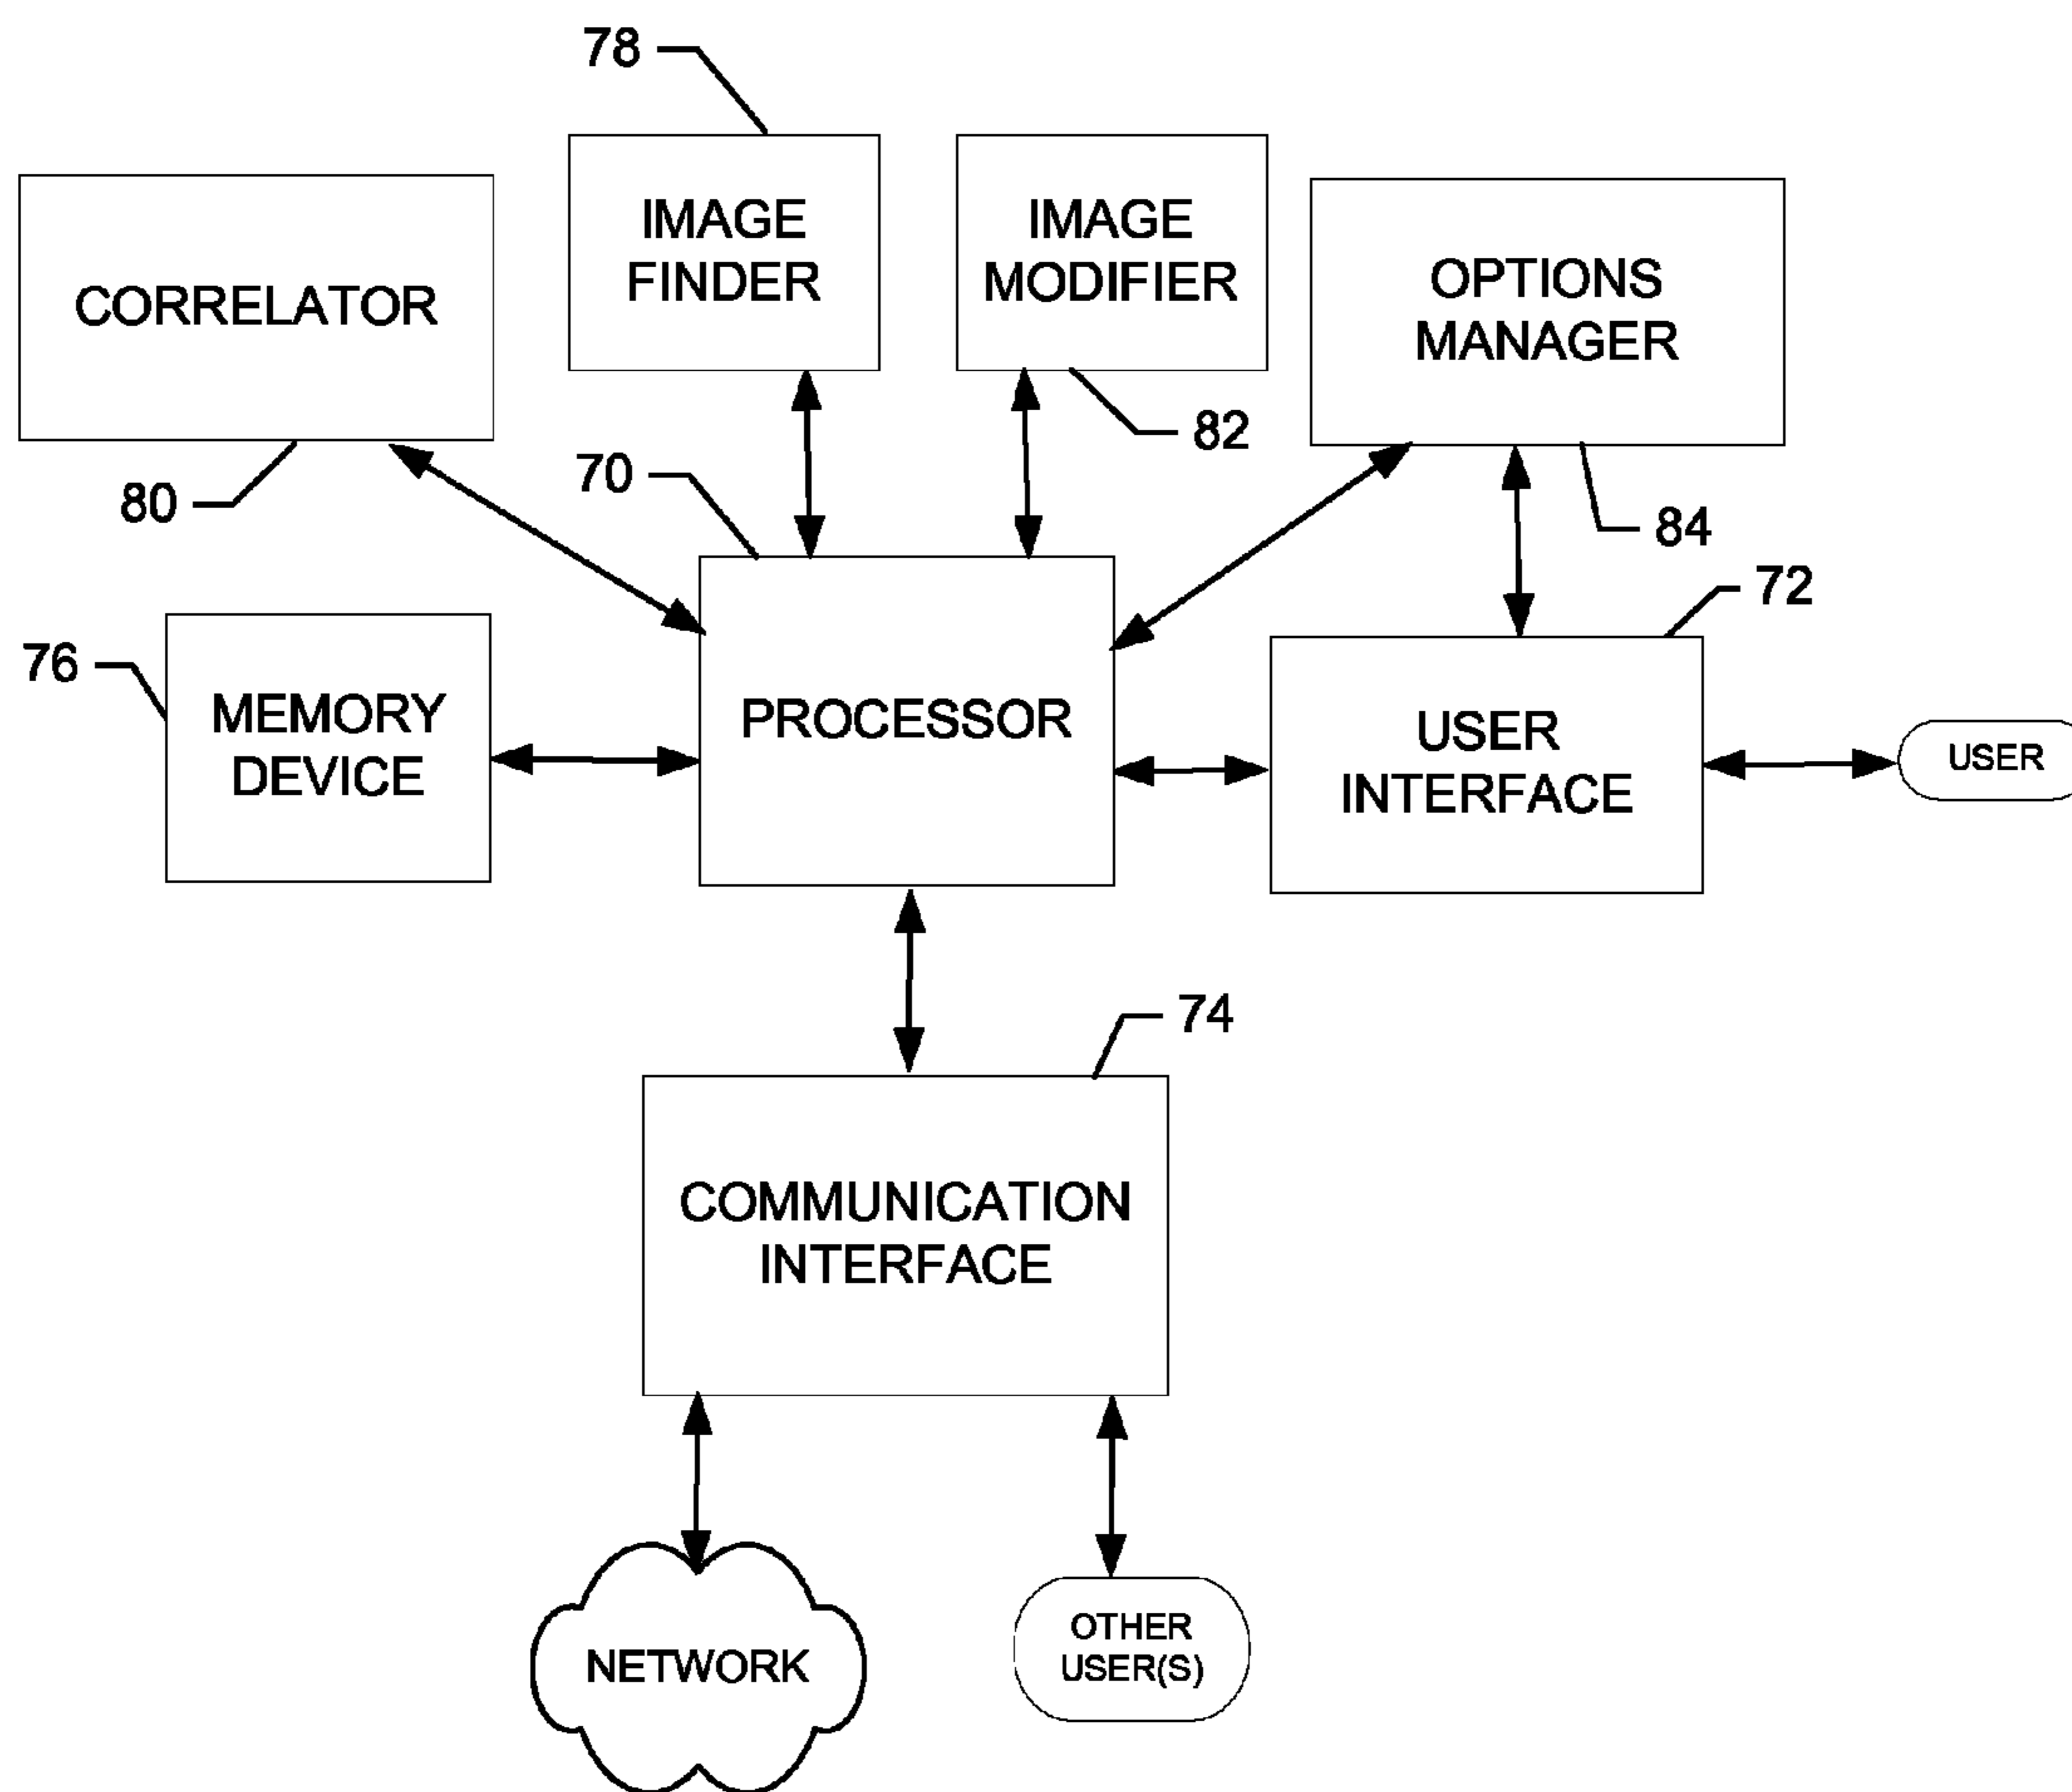 78
IMAGE
FINDER
IMAGE
MODIFIER
CORRELATOR
OPTIONS
MANAGER
82
70
80
84
72
76
MEMORY
DEVICE
PROCESSOR
USER
INTERFACE
USER
74
COMMUNICATION
INTERFACE
NETWORK
OTHER
USER(S)